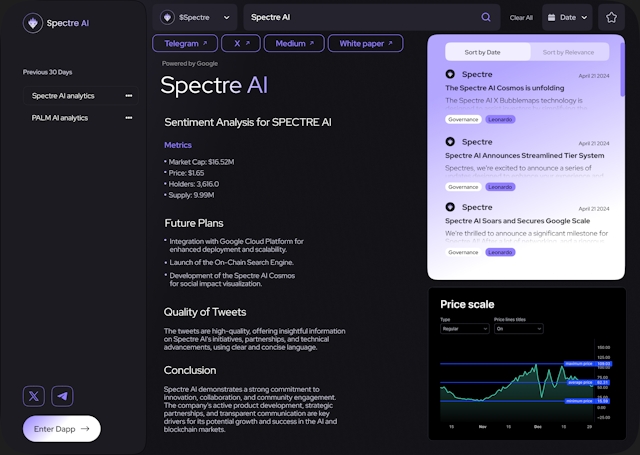 Spectre AI
Previous 30 Days
Spectre AI analytics
PALM AI analytics
Enter Dapp
$Spectre
Spectre AI
Clear All
Date
Telegram
X
Medium
White paper
Powered by Google
Spectre AI
Sentiment Analysis for SPECTRE AI
Metrics
• Market Cap: $16.52M
• Price: $1.65
• Holders: 3,616.0
• Supply: 9.99M
Future Plans
• Integration with Google Cloud Platform for
enhanced deployment and scalability.
• Launch of the On-Chain Search Engine.
• Development of the Spectre AI Cosmos
for social impact visualization.
Quality of Tweets
The tweets are high-quality, offering insightful information
on Spectre AI's initiatives, partnerships, and technical
advancements, using clear and concise language.
Conclusion
Spectre AI demonstrates a strong commitment to
innovation, collaboration, and community engagement.
The company's active product development, strategic
partnerships, and transparent communication are key
drivers for its potential growth and success in the AI and
blockchain markets.
Sort by Date
Sort by Relevance
Spectre
April 21 2024
The Spectre AI Cosmos is unfolding
The Spectre AI X Bubblemaps technology is
Governance
Leonardo
Spectre
April 21 2024
Spectre AI Announces Streamlined Tier System
Spectres, we're excited to announce a series of
Governance
Leonardo
Spectre
April 21 2024
Spectre AI Soars and Secures Google Scale
We're thrilled to announce a significant milestone for
Governance
Leonardo
Price scale
Type
Price lines titles
Regular
On
150.00
125.00
maximum price
average price
minimum price
0.00
-25.00
15
Nov
15
Dec
15